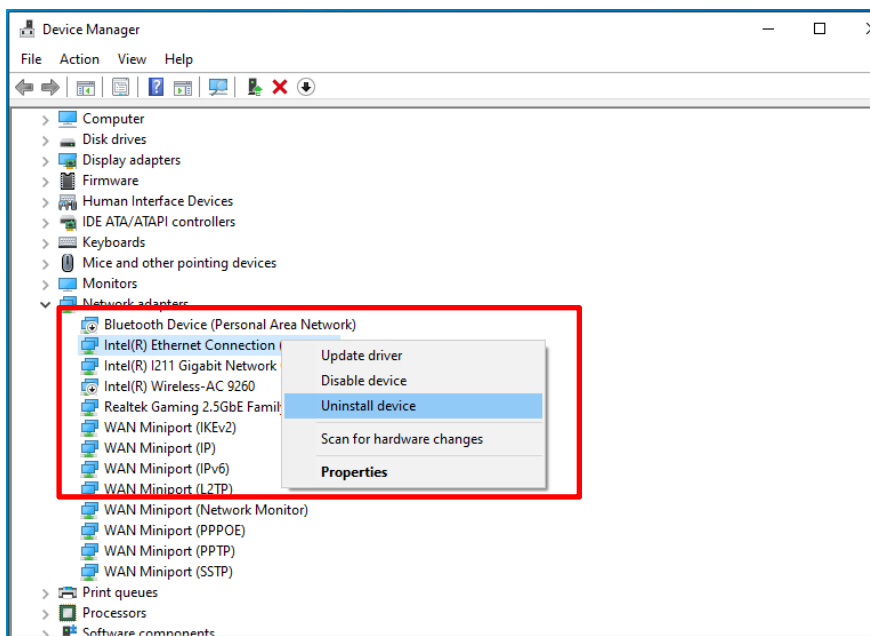 Device Manager
File Action View Help
Computer
Disk drives
Display adapters
Firmware
Human Interface Devices
IDE ATA/ATAPI controllers
Keyboards
Mice and other pointing devices
Monitors
Network adapters
Bluetooth Device (Personal Area Network)
Intel(R) Ethernet Connection (
Intel(R) I211 Gigabit Network
Intel(R) Wireless-AC 9260
Realtek Gaming 2.5GbE
WAN Miniport (IKEv2)
WAN Miniport (IP)
WAN Miniport (IPv6)
WAN Miniport (L2TP)
WAN Miniport (Network Monitor)
WAN Miniport (PPPOE)
WAN Miniport (PPTP)
WAN Miniport (SSTP)
Print queues
Processors
Software components
Update driver
Disable device
Uninstall device
Scan for hardware changes
Properties